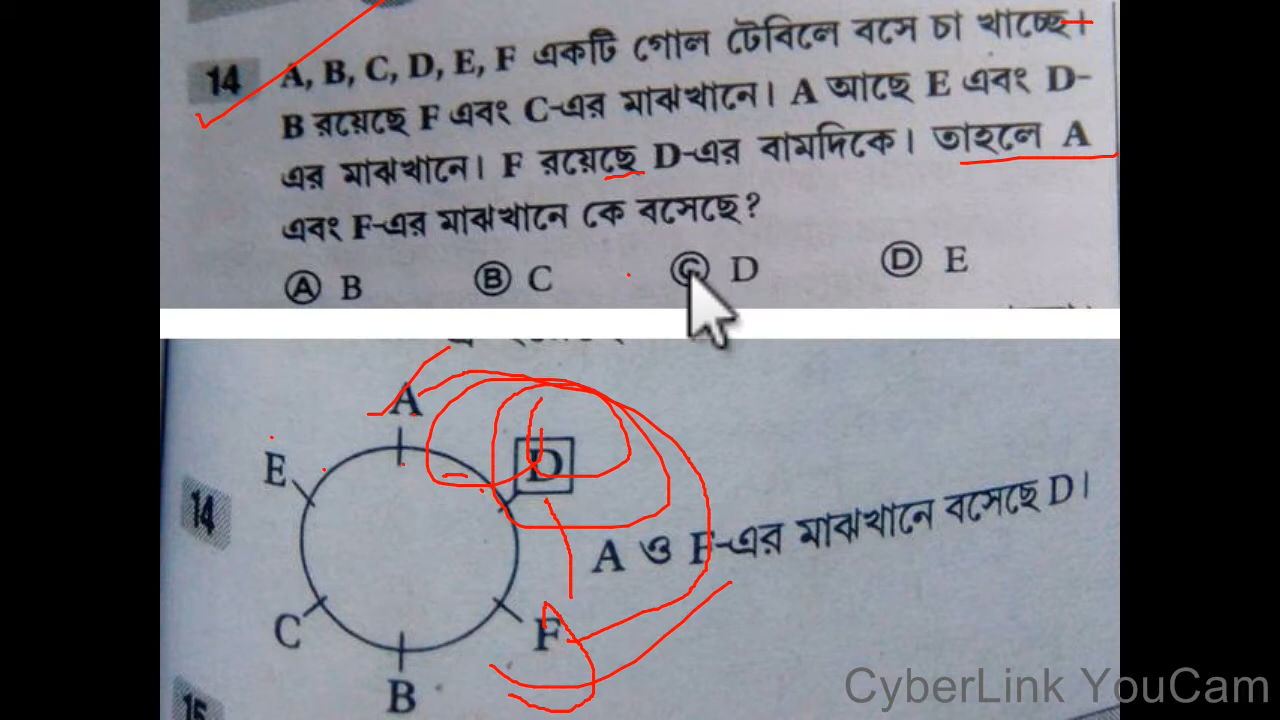 14 A, B, C, D, E, F একটি গোল টেবিলে বসে চা খাচ্ছে।
B রয়েছে F এবং C-এর মাঝখানে। A আছে E এবং D-
এর মাঝখানে। F রয়েছে D-এর বামদিকে। তাহলে A
এবং F-এর মাঝখানে কে বসেছে?
Ⓐ B Ⓑ C Ⓒ D Ⓓ E
A
E
D
14
A ও F-এর মাঝখানে বসেছে D।
C
F
B
15
CyberLink YouCam